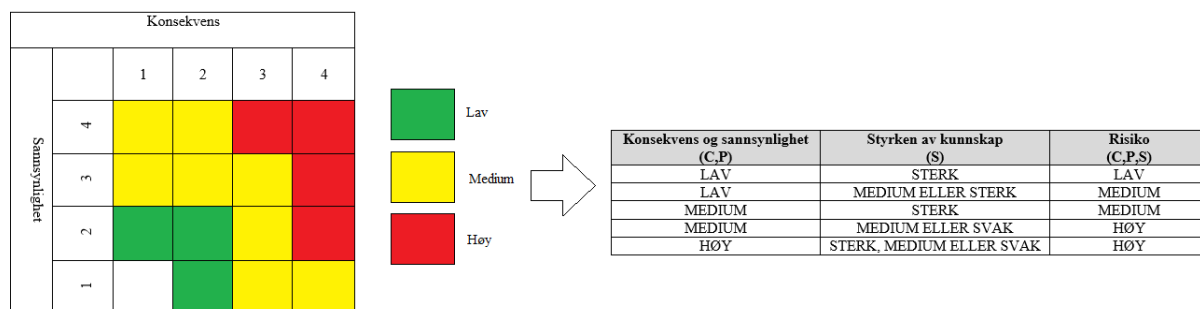 Konsekvens
1 2 3 4
Sannsynlighet
4
3
2
1
Lav
Medium
Høy
Konsekvens og sannsynlighet Styrken av kunnskap Risiko
(C,P) (S) (C,P,S)
LAV STERK LAV
LAV MEDIUM ELLER STERK MEDIUM
MEDIUM STERK MEDIUM
MEDIUM MEDIUM ELLER SVAK HØY
HØY STERK, MEDIUM ELLER SVAK HØY